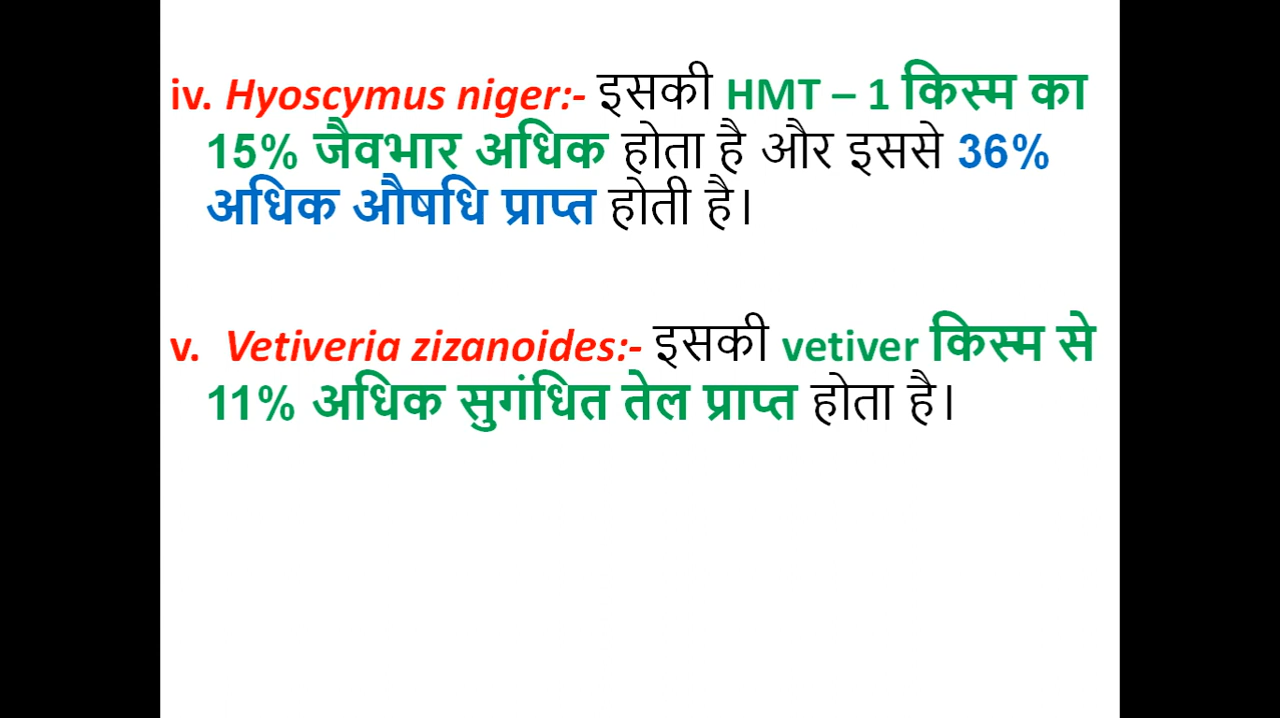 iv. Hyoscymus niger:- इसकी HMT – 1 किस्म का
15% जैवभार अधिक होता है और इससे 36%
अधिक औषधि प्राप्त होती है।
v. Vetiveria zizanoides:- इसकी vetiver किस्म से
11% अधिक सुगंधित तेल प्राप्त होता है।